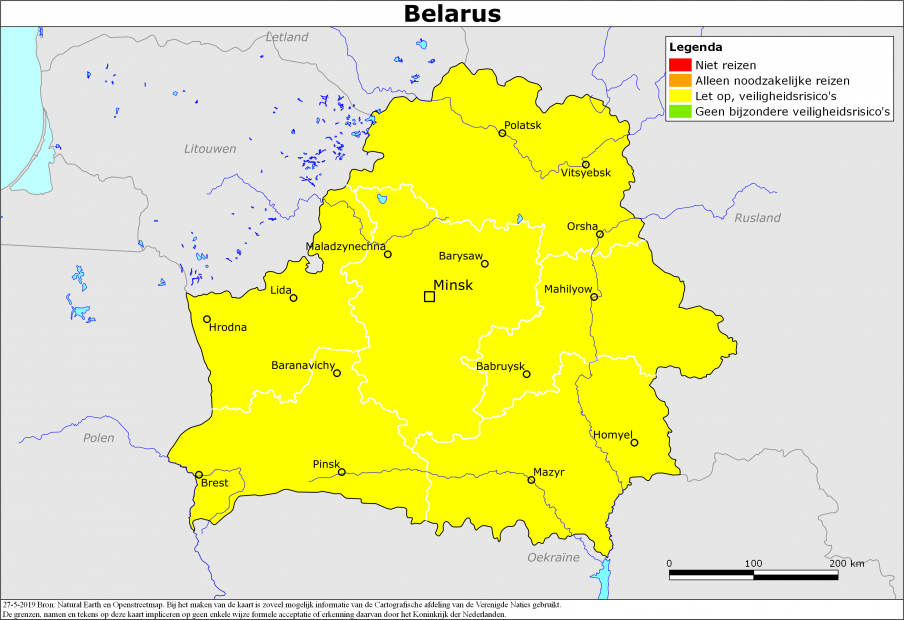 Belarus
Letland
Legenda
Niet reizen
Alleen noodzakelijke reizen
Let op, veiligheidsrisico's
Geen bijzondere veiligheidsrisico's
Polatsk
Litouwen
Vitsyebsk
Rusland
Orsha
Maladzynechna
Barysaw
Minsk
Lida
Mahilyow
Hrodna
Baranavichy
Babruysk
Homyel
Polen
Pinsk
Mazyr
Brest
Oekraïne
0 100 200 km
27-5-2019 Bron: Natural Earth en Openstreetmap. Bij het maken van de kaart is zoveel mogelijk informatie van de Cartografische afdeling van de Verenigde Naties gebruikt.
De grenzen, namen en tekens op deze kaart impliceren op geen enkele wijze formele acceptatie of erkenning daarvan door het Koninkrijk der Nederlanden.